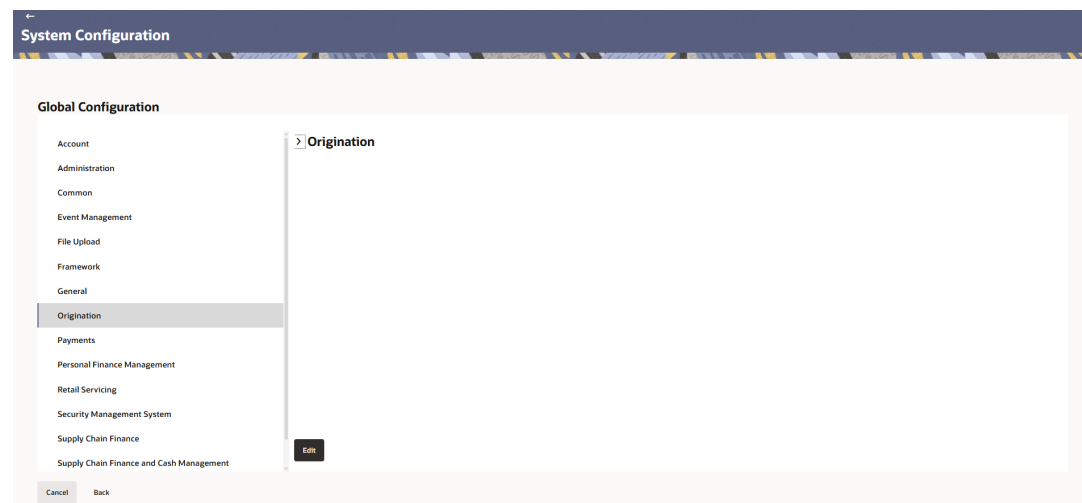 ←
System Configuration
Global Configuration
Account
Administration
Common
Event Management
File Upload
Framework
General
Origination
Payments
Personal Finance Management
Retail Servicing
Security Management System
Supply Chain Finance
Supply Chain Finance and Cash Management
> Origination
Edit
Cancel Back